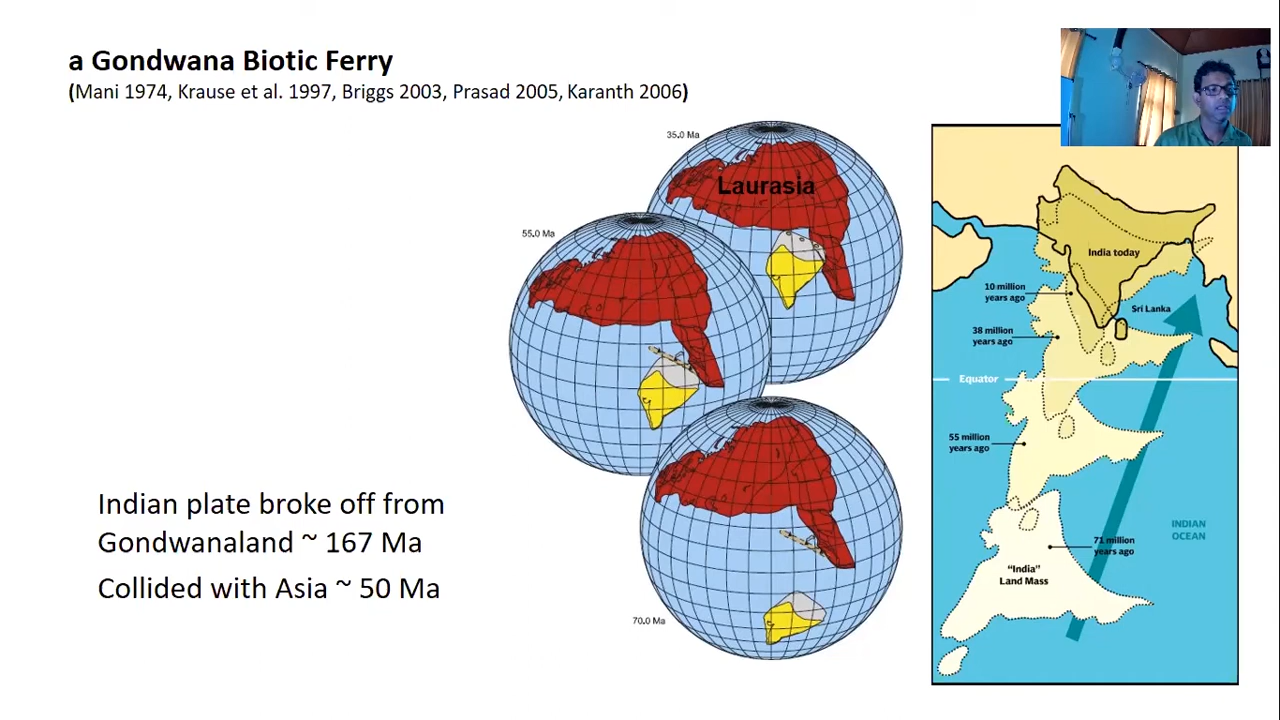 a Gondwana Biotic Ferry
(Mani 1974, Krause et al. 1997, Briggs 2003, Prasad 2005, Karanth 2006)
35.0 Ma
Laurasia
55.0 Ma
70.0 Ma
Indian plate broke off from
Gondwanaland ~ 167 Ma
Collided with Asia ~ 50 Ma
India today
10 million
years ago
Sri Lanka
38 million
years ago
Equator
55 million
years ago
INDIAN
OCEAN
71 million
years ago
"India"
Land Mass